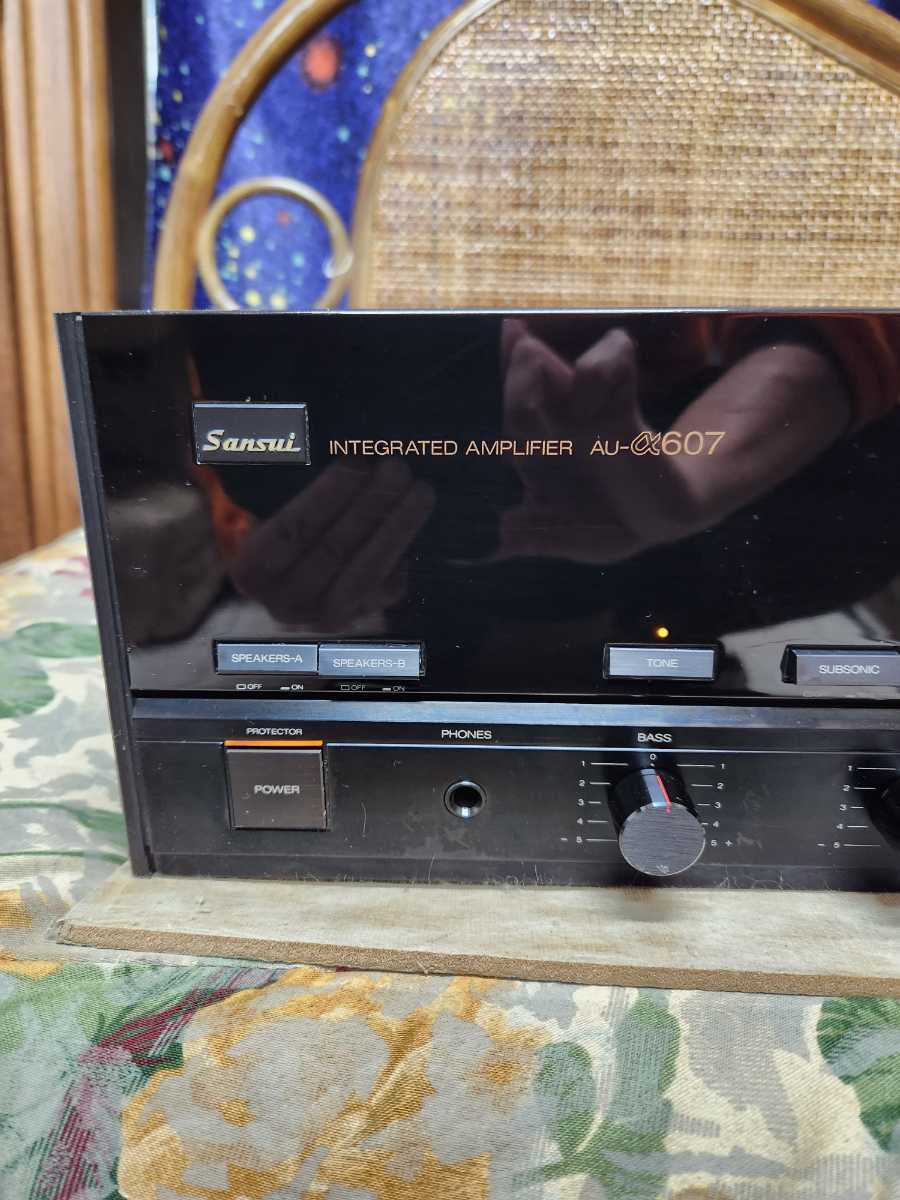 Sansui INTEGRATED AMPLIFIER AU-α607
SPEAKERS-A SPEAKERS-B TONE SUBSONIC
OFF ON OFF ON
PROTECTOR PHONES BASS
POWER
0
1 1 1
2 2 2
3 3 3
4 4 4
- 5 5 + - 5